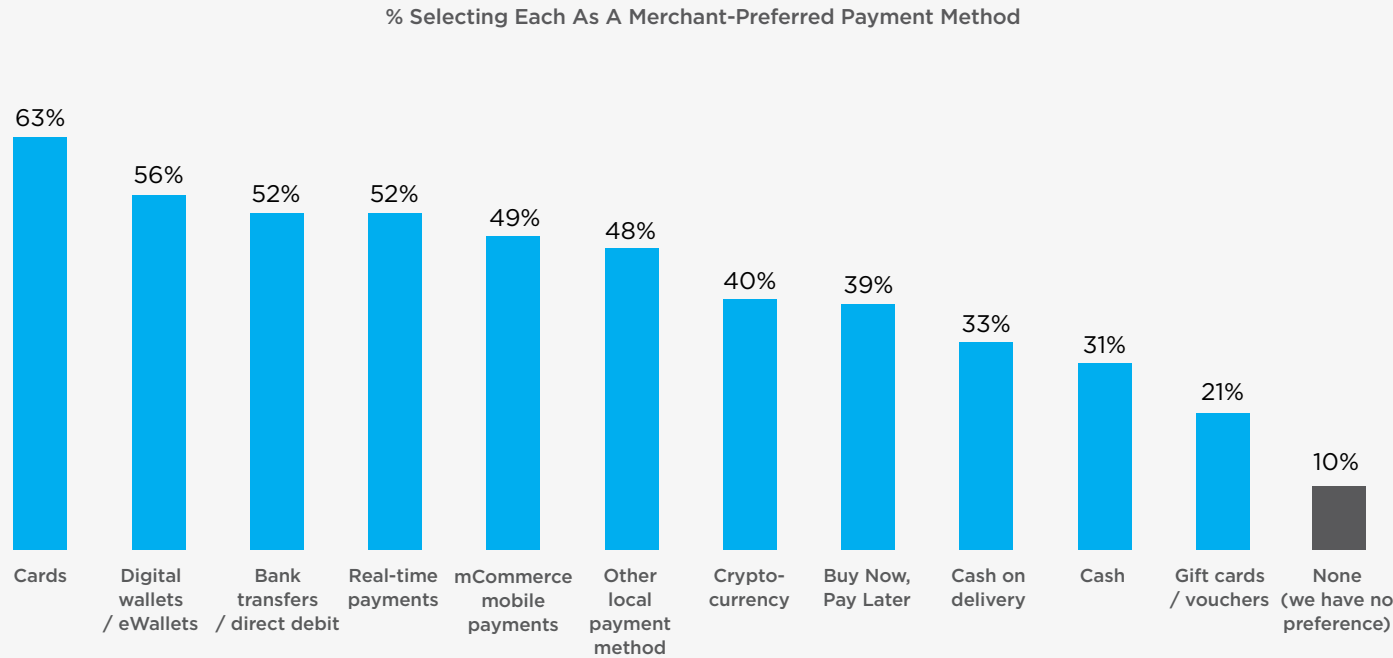 % Selecting Each As A Merchant-Preferred Payment Method
63%
56%
52%
52%
49%
48%
40%
39%
33%
31%
21%
10%
Cards
Digital
wallets
/ eWallets
Bank
transfers
/ direct debit
Real-time
payments
mCommerce
mobile
payments
Other
local
payment
method
Crypto-
currency
Buy Now,
Pay Later
Cash on
delivery
Cash
Gift cards
/ vouchers
None
(we have no
preference)